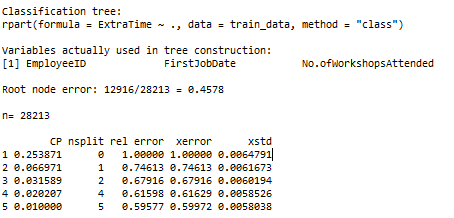 Classification tree:
rpart(formula = ExtraTime ~ ., data = train_data, method = "class")
Variables actually used in tree construction:
[1] EmployeeID FirstJobDate No.ofWorkshopsAttended
Root node error: 12916/28213 = 0.4578
n= 28213
CP nsplit rel error xerror xstd
1 0.253871 0 1.00000 1.00000 0.0064791
2 0.066971 1 0.74613 0.74613 0.0061673
3 0.031589 2 0.67916 0.67916 0.0060194
4 0.020207 4 0.61598 0.61629 0.0058526
5 0.010000 5 0.59577 0.59972 0.0058038